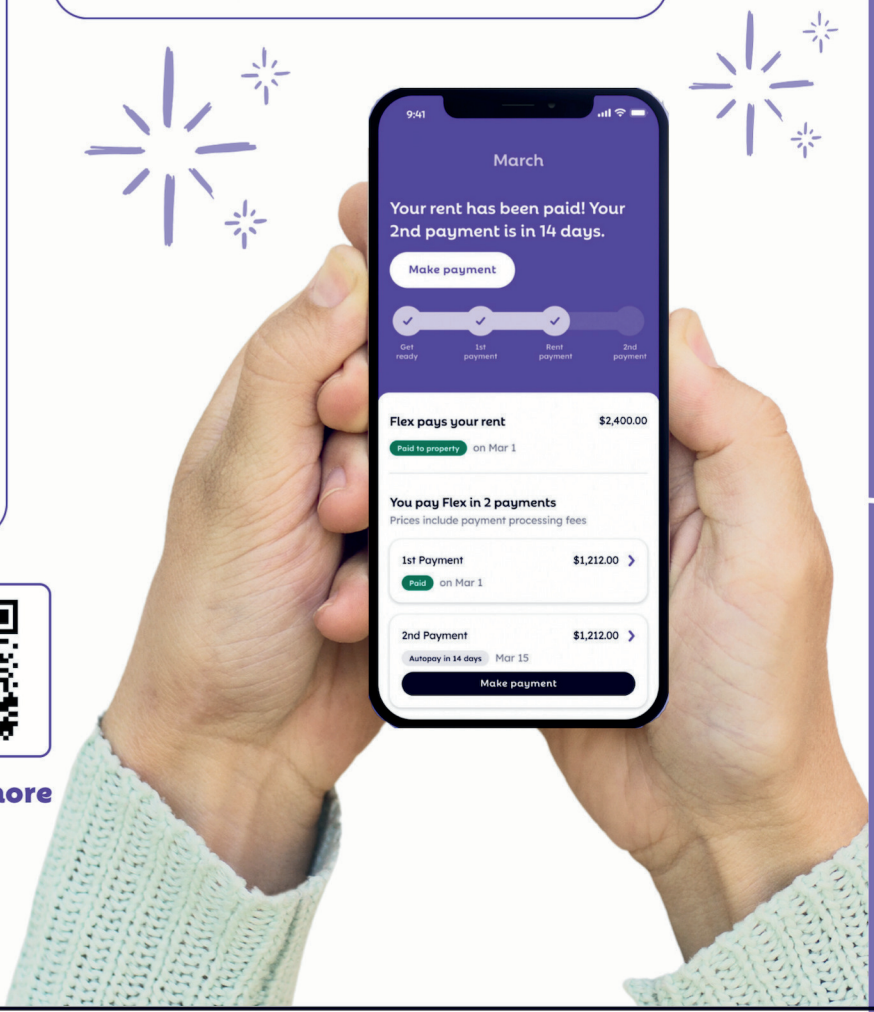 9:41
March
Your rent has been paid! Your
2nd payment is in 14 days.
Make payment
Get ready
1st payment
Rent payment
2nd payment
Flex pays your rent $2,400.00
Paid to property on Mar 1
You pay Flex in 2 payments
Prices include payment processing fees
1st Payment $1,212.00
Paid on Mar 1
2nd Payment $1,212.00
Autopay in 14 days Mar 15
Make payment